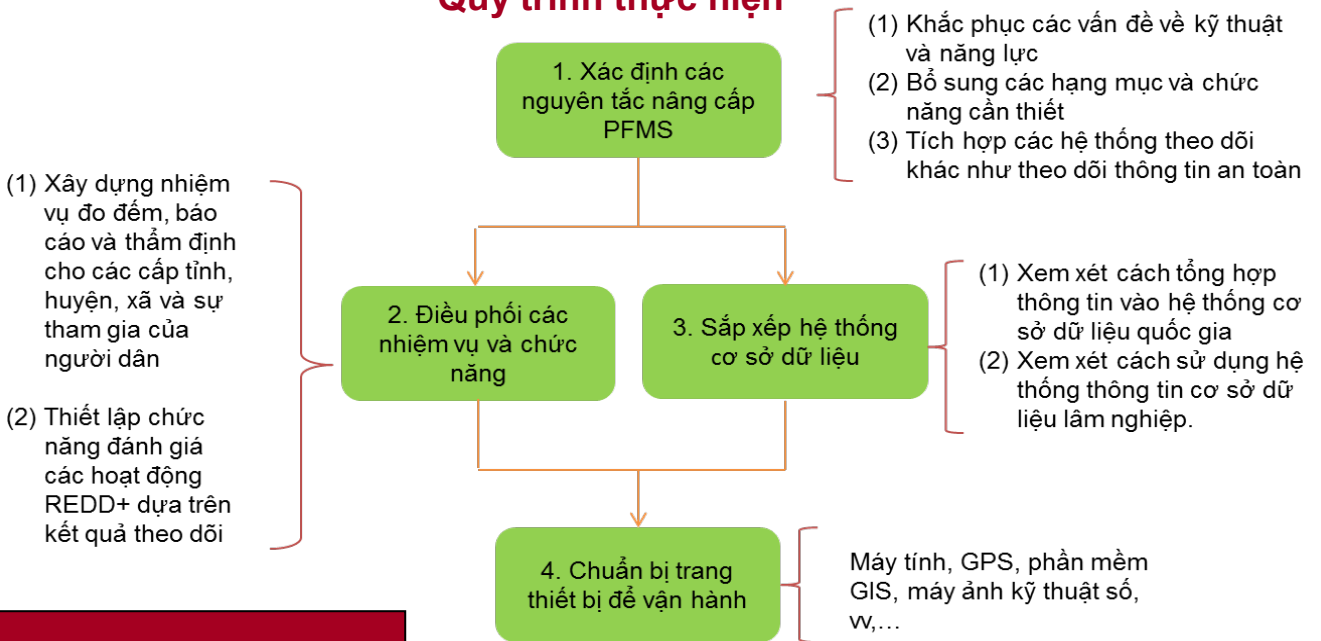 Quy trình thực hiện
1. Xác định các
nguyên tắc nâng cấp
PFMS
(1) Khắc phục các vấn đề về kỹ thuật
và năng lực
(2) Bổ sung các hạng mục và chức
năng cần thiết
(3) Tích hợp các hệ thống theo dõi
khác như theo dõi thông tin an toàn
(1) Xây dựng nhiệm
vụ đo đếm, báo
cáo và thẩm định
cho các cấp tỉnh,
huyện, xã và sự
tham gia của
người dân
(2) Thiết lập chức
năng đánh giá
các hoạt động
REDD+ dựa trên
kết quả theo dõi
2. Điều phối các
nhiệm vụ và chức
năng
3. Sắp xếp hệ thống
cơ sở dữ liệu
(1) Xem xét cách tổng hợp
thông tin vào hệ thống cơ
sở dữ liệu quốc gia
(2) Xem xét cách sử dụng hệ
thống thông tin cơ sở dữ
liệu lâm nghiệp.
4. Chuẩn bị trang
thiết bị để vận hành
Máy tính, GPS, phần mềm
GIS, máy ảnh kỹ thuật số,
vv,…